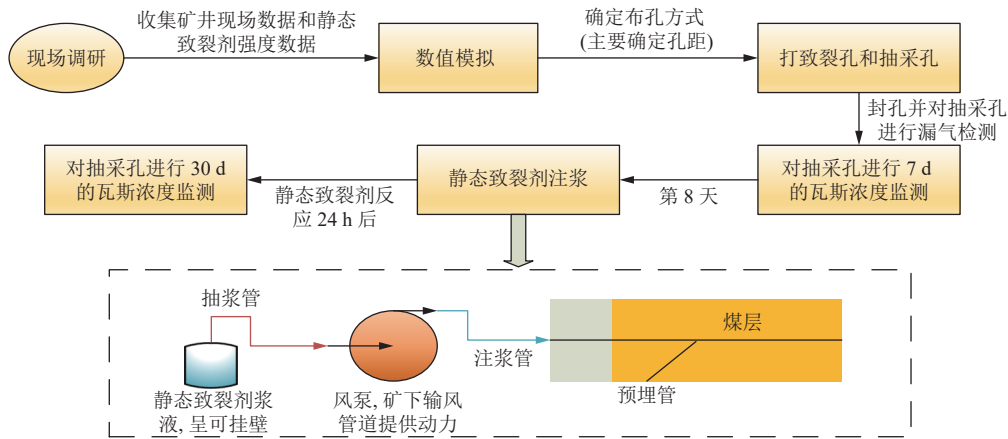 现场调研
收集矿井现场数据和静态
致裂剂强度数据
数值模拟
确定布孔方式
(主要确定孔距)
打致裂孔和抽采孔
封孔并对抽采孔
进行漏气检测
对抽采孔进行 7 d
的瓦斯浓度监测
第 8 天
静态致裂剂注浆
静态致裂剂反
应 24 h 后
对抽采孔进行 30 d
的瓦斯浓度监测
抽浆管
静态致裂剂浆
液, 呈可挂壁
风泵, 矿下输风
管道提供动力
注浆管
煤层
预埋管